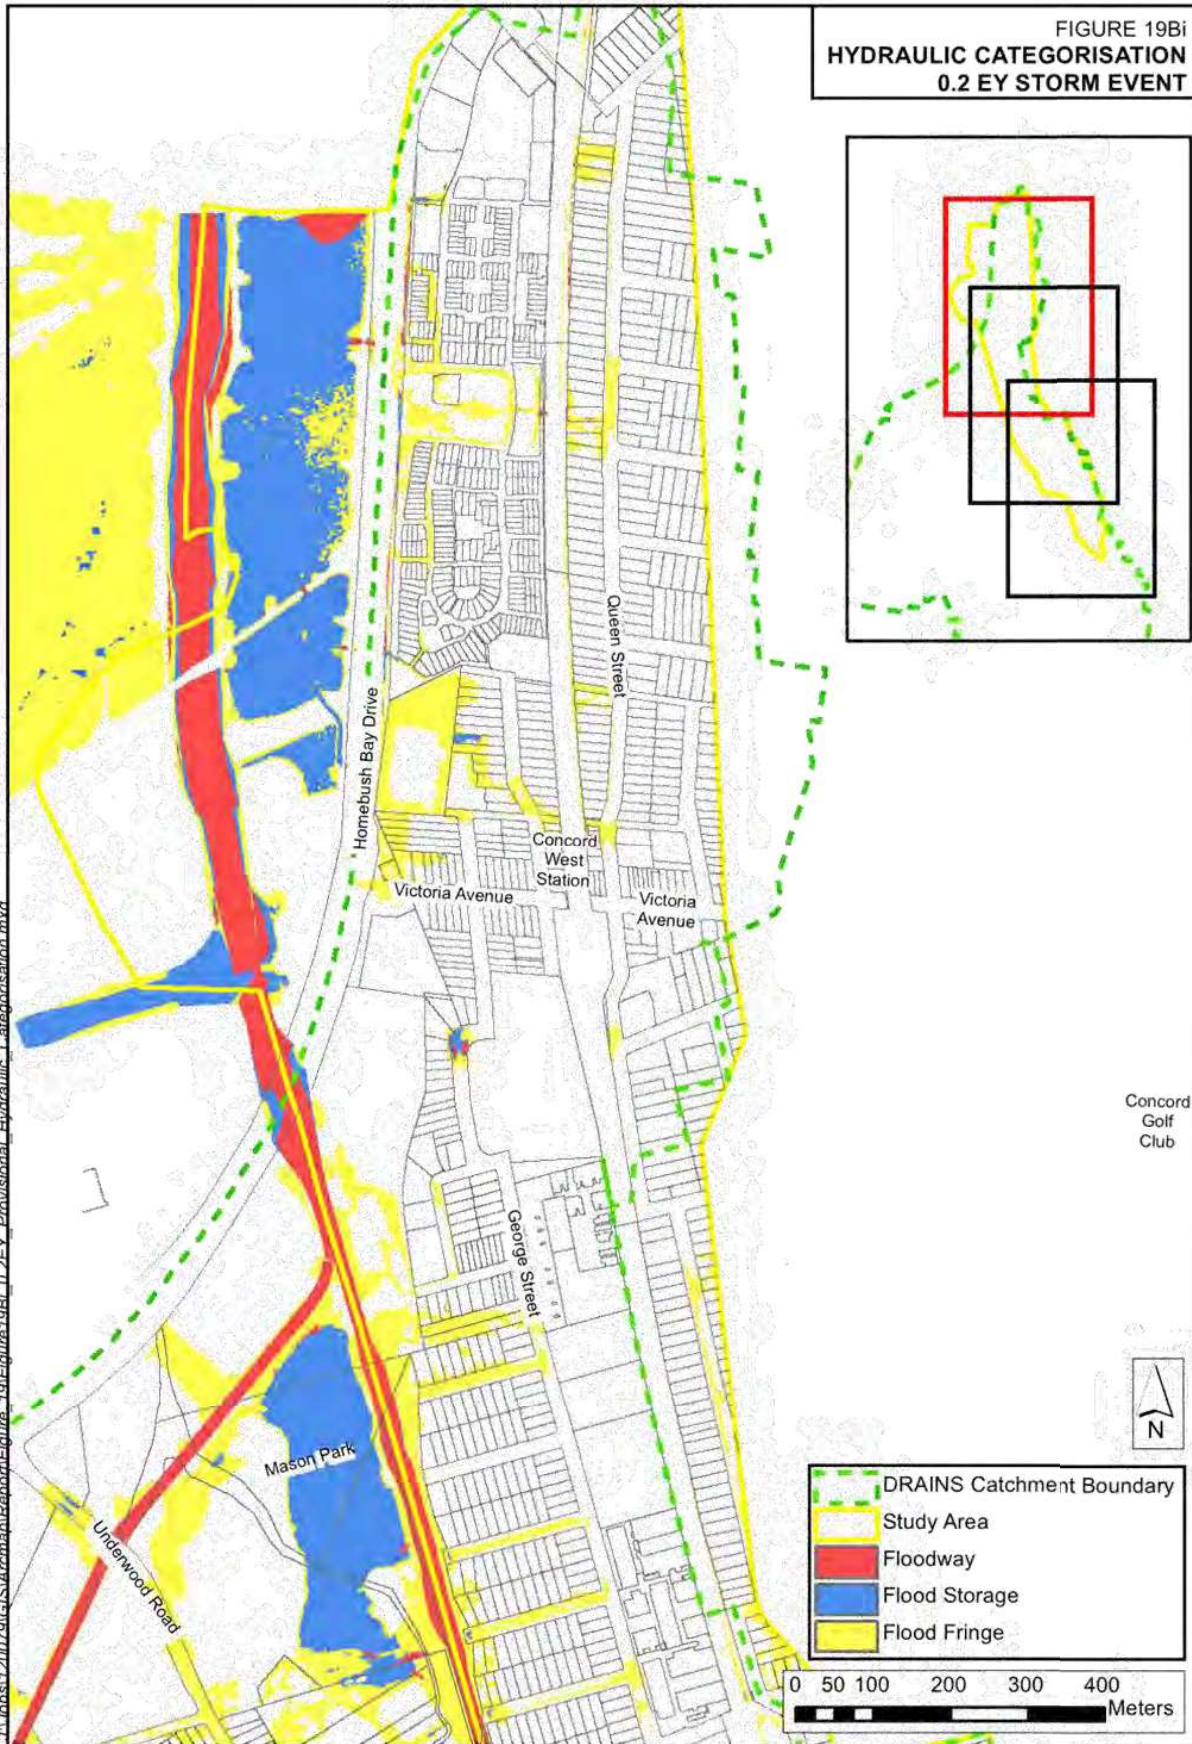 FIGURE 19Bi
HYDRAULIC CATEGORISATION
0.2 EY STORM EVENT
Queen Street
Homebush Bay Drive
Concord
West
Station
Victoria Avenue
Victoria
Avenue
Concord
Golf
Club
George Street
Mason Park
Underwood Road
N
DRAINS Catchment Boundary
Study Area
Floodway
Flood Storage
Flood Fringe
0 50 100 200 300 400
Meters